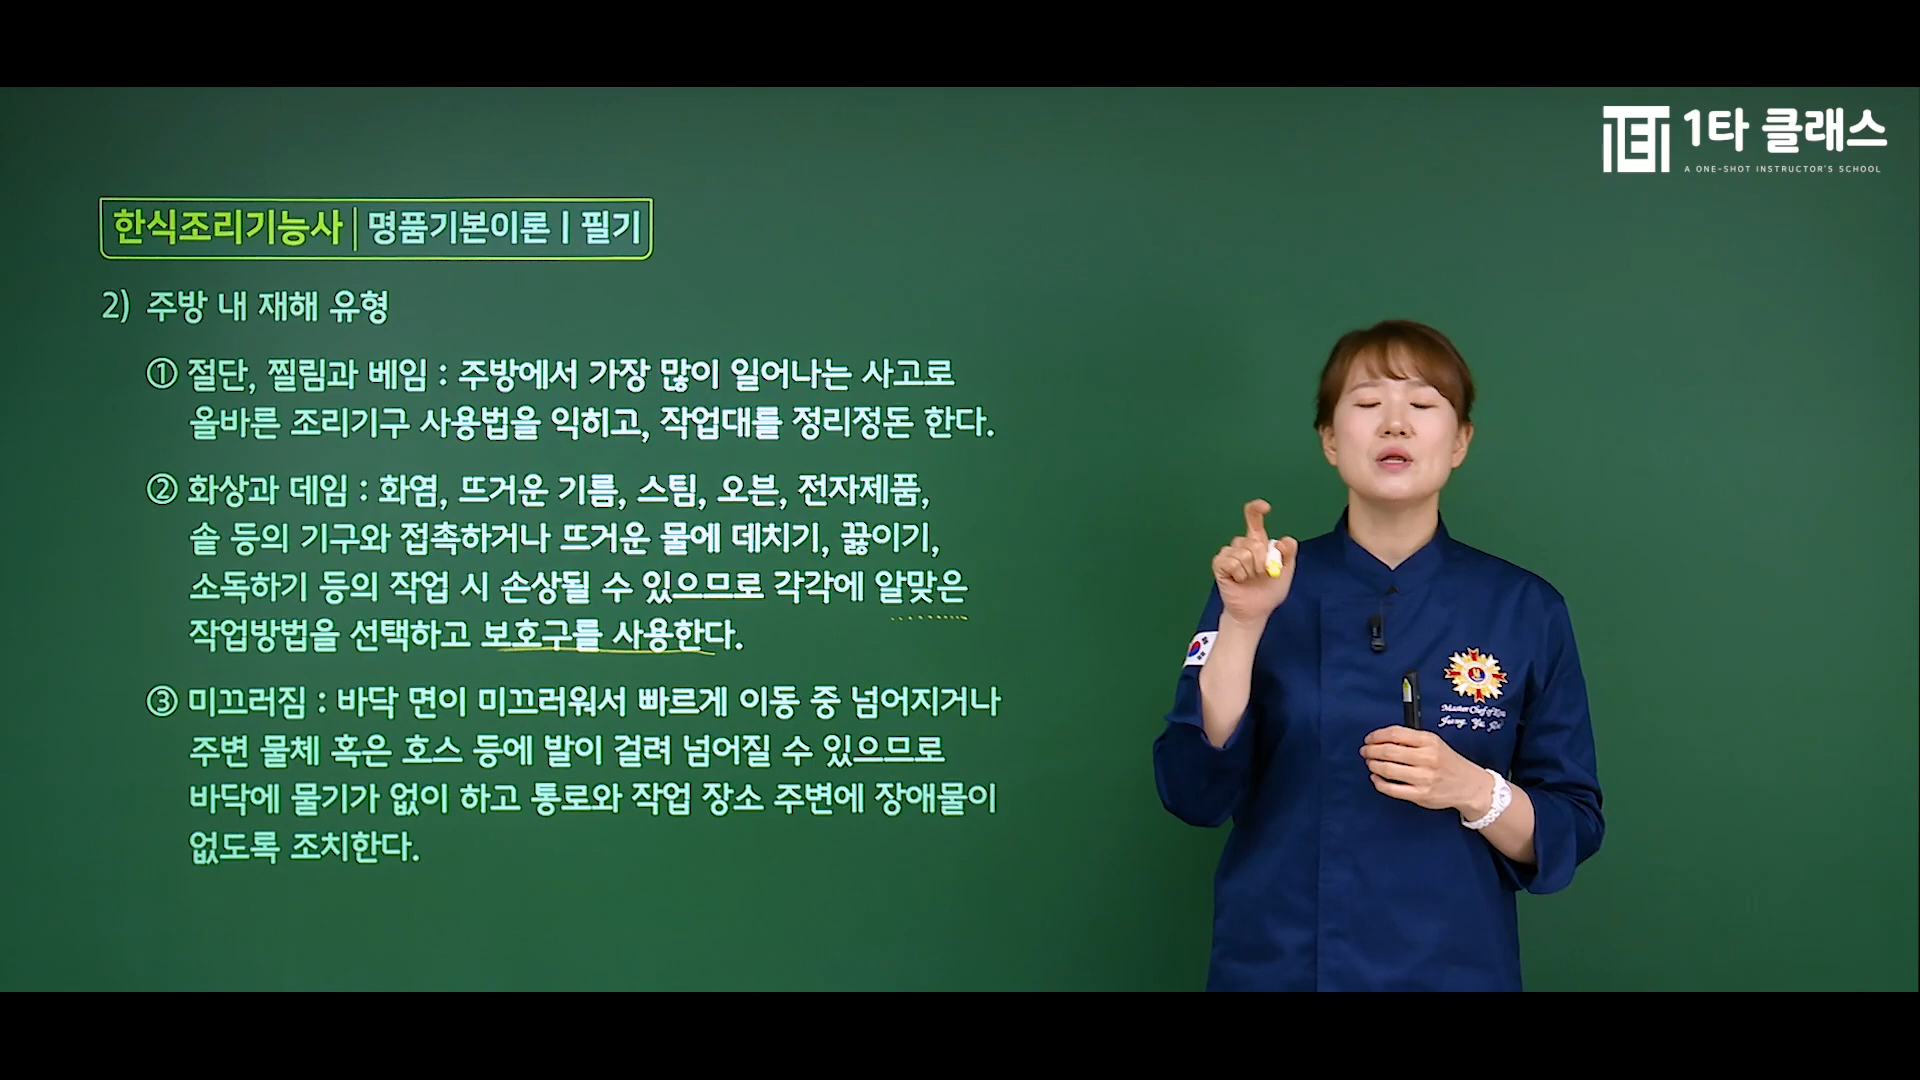 1타 클래스
A ONE-SHOT INSTRUCTOR'S SCHOOL
한식조리기능사 | 명품기본이론 | 필기
2) 주방 내 재해 유형
① 절단, 찔림과 베임 : 주방에서 가장 많이 일어나는 사고로
올바른 조리기구 사용법을 익히고, 작업대를 정리정돈 한다.
② 화상과 데임 : 화염, 뜨거운 기름, 스팀, 오븐, 전자제품,
솥 등의 기구와 접촉하거나 뜨거운 물에 데치기, 끓이기,
소독하기 등의 작업 시 손상될 수 있으므로 각각에 알맞은
작업방법을 선택하고 보호구를 사용한다.
③ 미끄러짐 : 바닥 면이 미끄러워서 빠르게 이동 중 넘어지거나
주변 물체 혹은 호스 등에 발이 걸려 넘어질 수 있으므로
바닥에 물기가 없이 하고 통로와 작업 장소 주변에 장애물이
없도록 조치한다.
Master Chef of